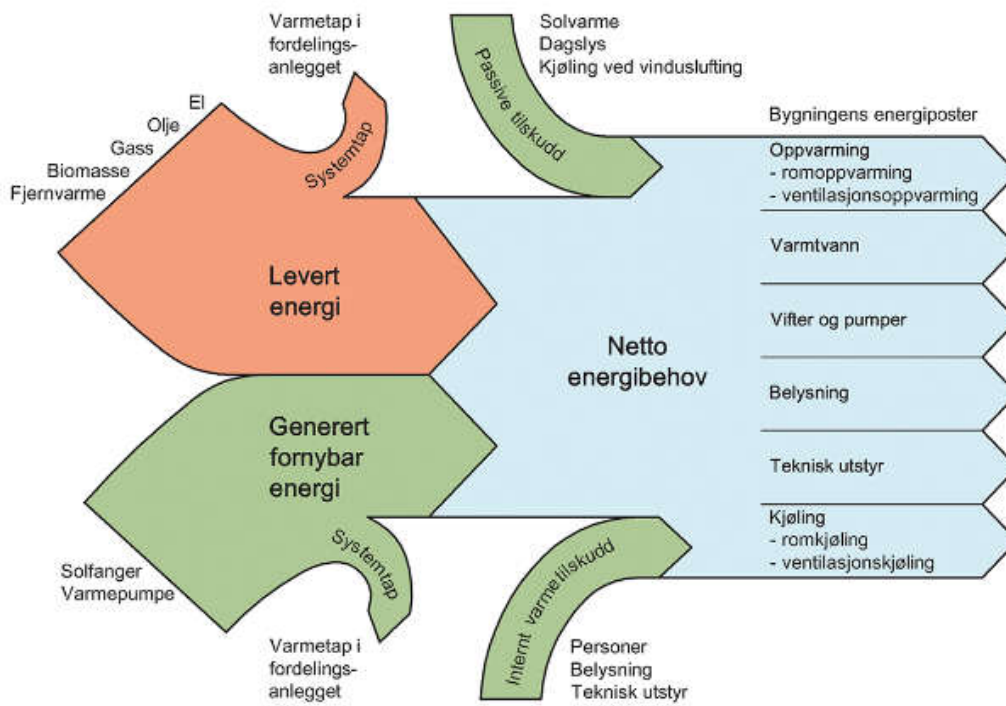 Varmetap i
fordelings-
anlegget
Solvarme
Dagslys
Kjøling ved vinduslufting
El
Olje
Gass
Biomasse
Fjernvarme
Systemtap
Passive tilskudd
Bygningens energiposter
Oppvarming
- romoppvarming
- ventilasjonsoppvarming
Varmtvann
Vifter og pumper
Belysning
Teknisk utstyr
Kjøling
- romkjøling
- ventilasjonskjøling
Levert
energi
Netto
energibehov
Generert
fornybar
energi
Solfanger
Varmepumpe
Systemtap
Varmetap i
fordelings-
anlegget
Internt varmetilskudd
Personer
Belysning
Teknisk utstyr